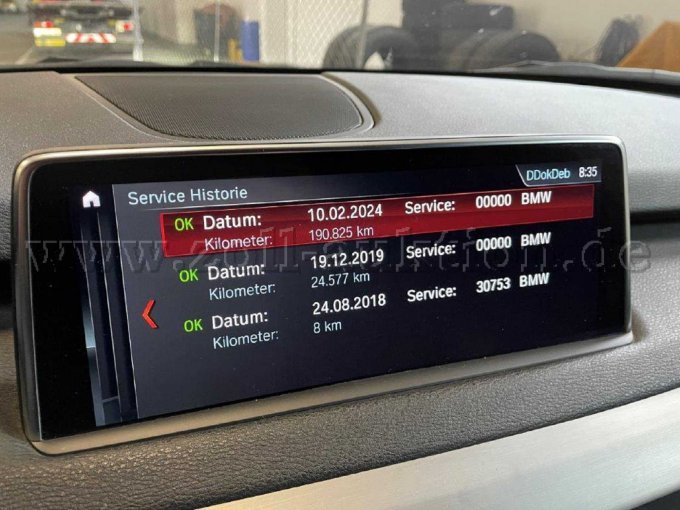 DDokDeb 8:35
Service Historie
OK Datum: 10.02.2024 Service: 00000 BMW
Kilometer: 190.825 km
OK Datum: 19.12.2019 Service: 00000 BMW
Kilometer: 24.577 km
OK Datum: 24.08.2018 Service: 30753 BMW
Kilometer: 8 km
www.zoll-auktion.de